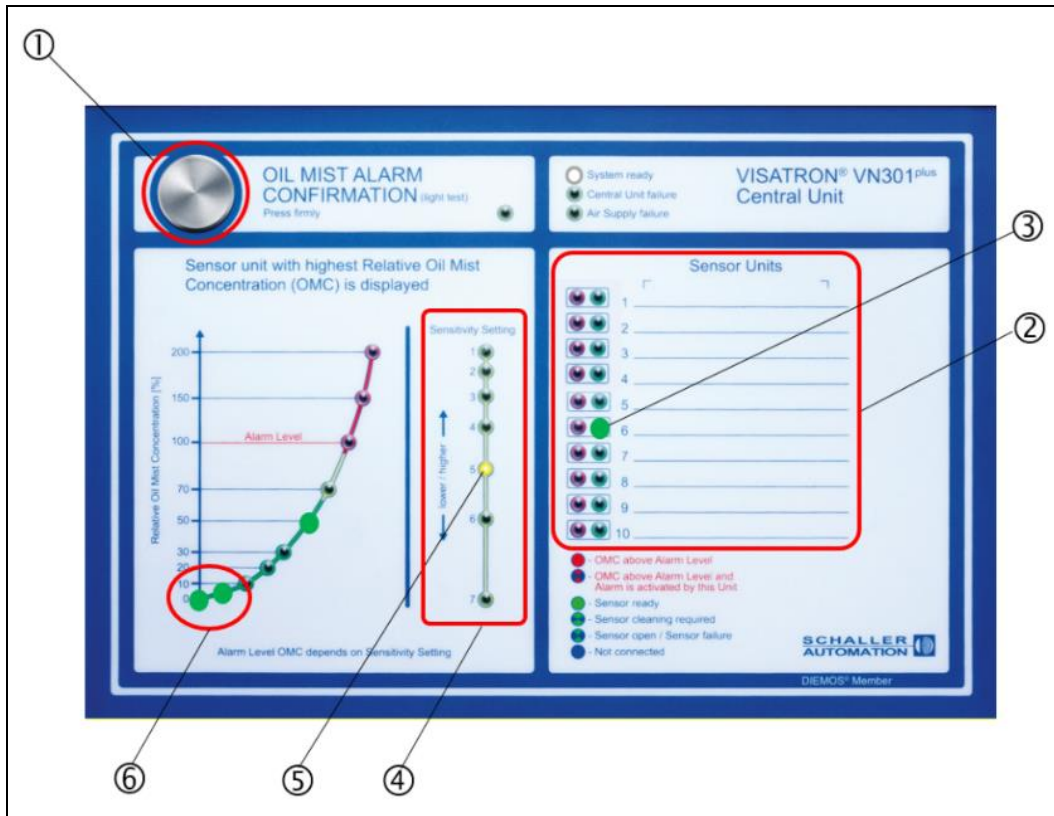 ①
OIL MIST ALARM
CONFIRMATION (light test)
Press firmly
System ready
Central Unit failure
Air Supply failure
VISATRON® VN301plus
Central Unit
③
Sensor unit with highest Relative Oil Mist
Concentration (OMC) is displayed
Relative Oil Mist Concentration [%]
200
150
100
70
50
30
20
10
0
Alarm Level
Sensitivity Setting
1
2
3
4
5
6
7
lower / higher
Alarm Level OMC depends on Sensitivity Setting
Sensor Units
1
2
3
4
5
6
7
8
9
10
②
- OMC above Alarm Level
- OMC above Alarm Level and
Alarm is activated by this Unit
- Sensor ready
- Sensor cleaning required
- Sensor open / Sensor failure
- Not connected
SCHALLER
AUTOMATION
DIEMOS® Member
⑥
⑤
④